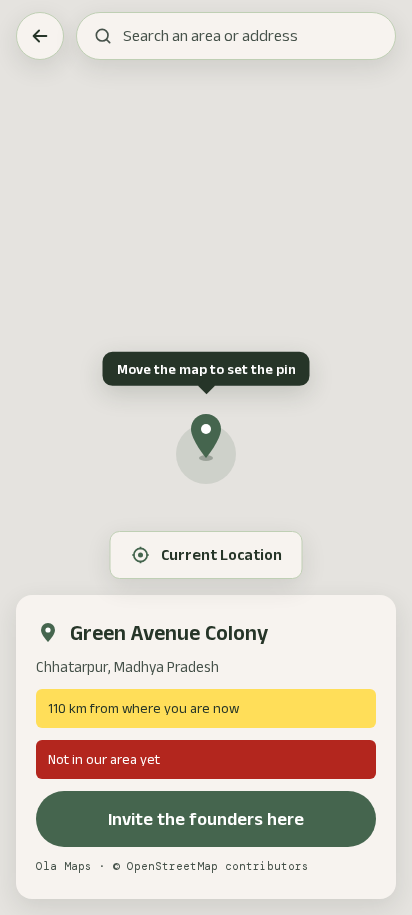 Search an area or address
Move the map to set the pin
Current Location
Green Avenue Colony
Chhatarpur, Madhya Pradesh
110 km from where you are now
Not in our area yet
Invite the founders here
Ola Maps · © OpenStreetMap contributors